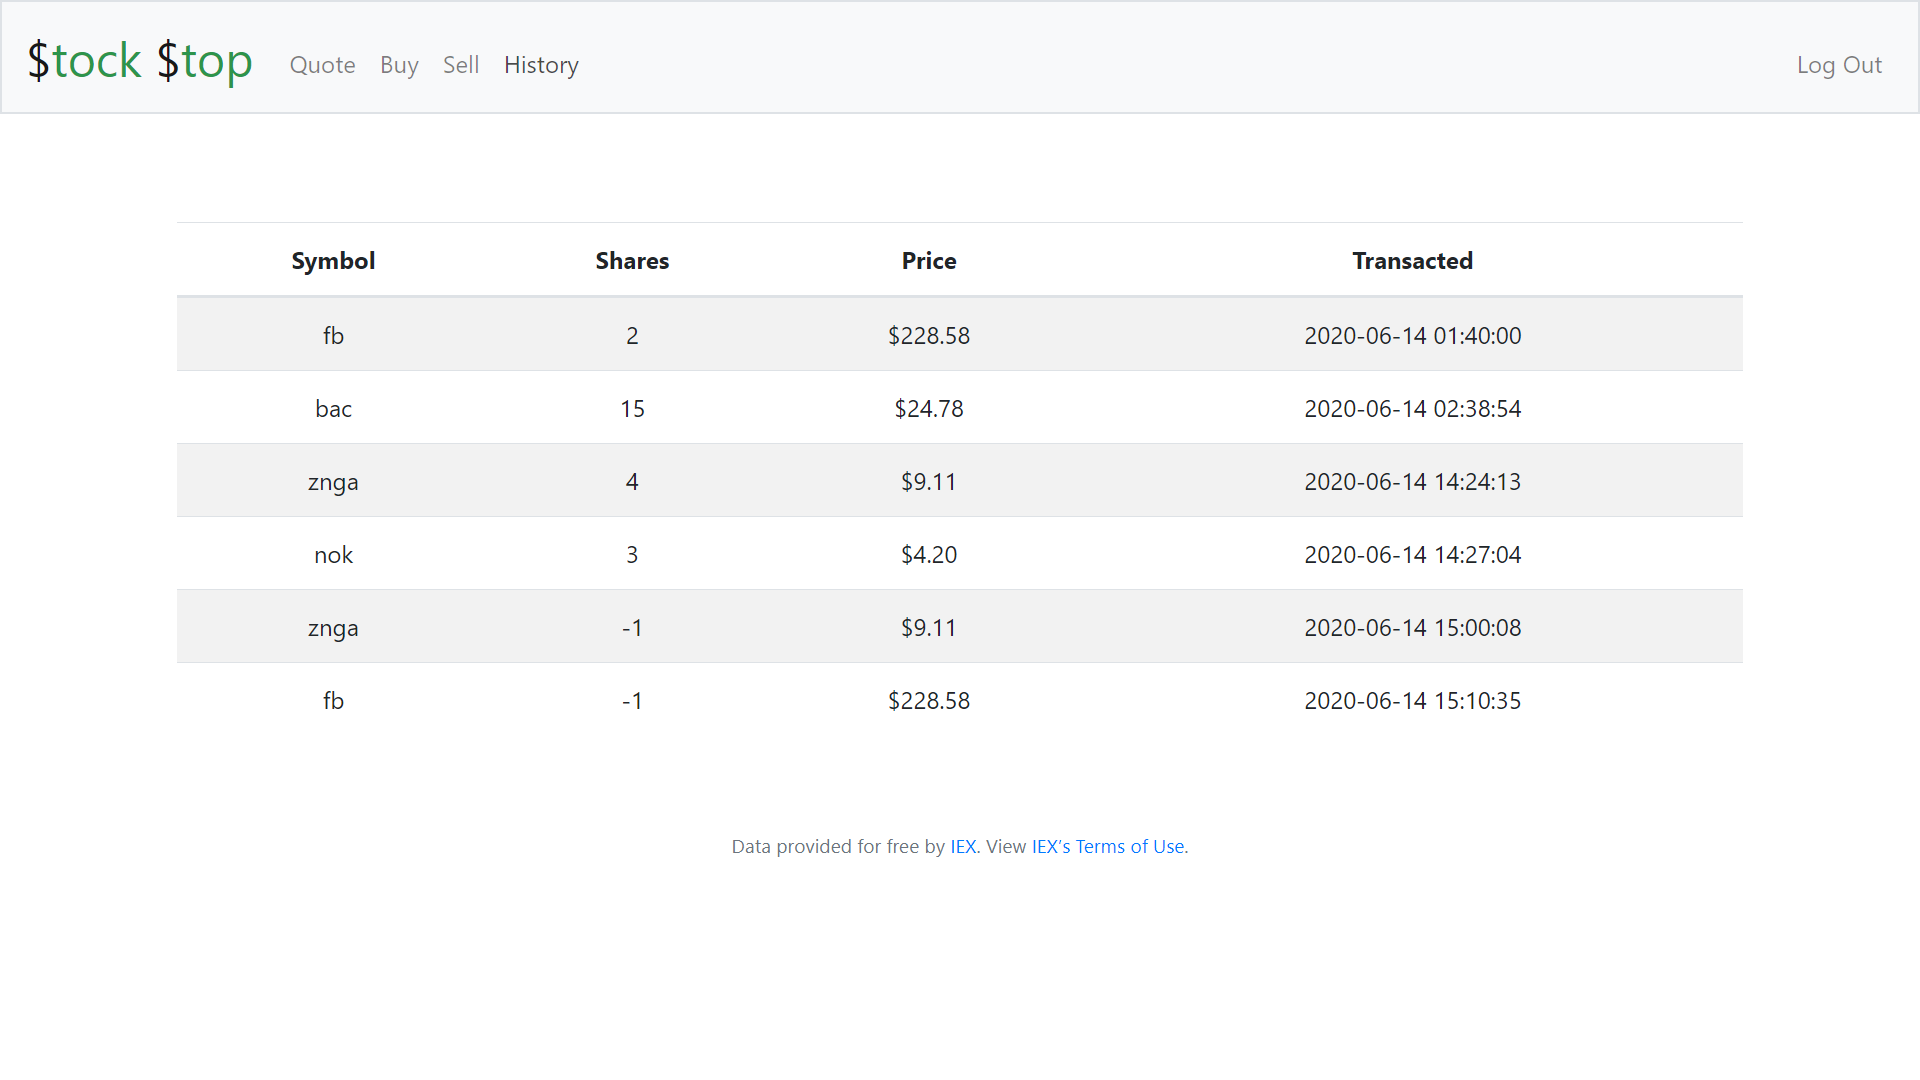 $tock $top Quote Buy Sell History Log Out
Symbol Shares Price Transacted
fb 2 $228.58 2020-06-14 01:40:00
bac 15 $24.78 2020-06-14 02:38:54
znga 4 $9.11 2020-06-14 14:24:13
nok 3 $4.20 2020-06-14 14:27:04
znga -1 $9.11 2020-06-14 15:00:08
fb -1 $228.58 2020-06-14 15:10:35
Data provided for free by IEX. View IEX’s Terms of Use.